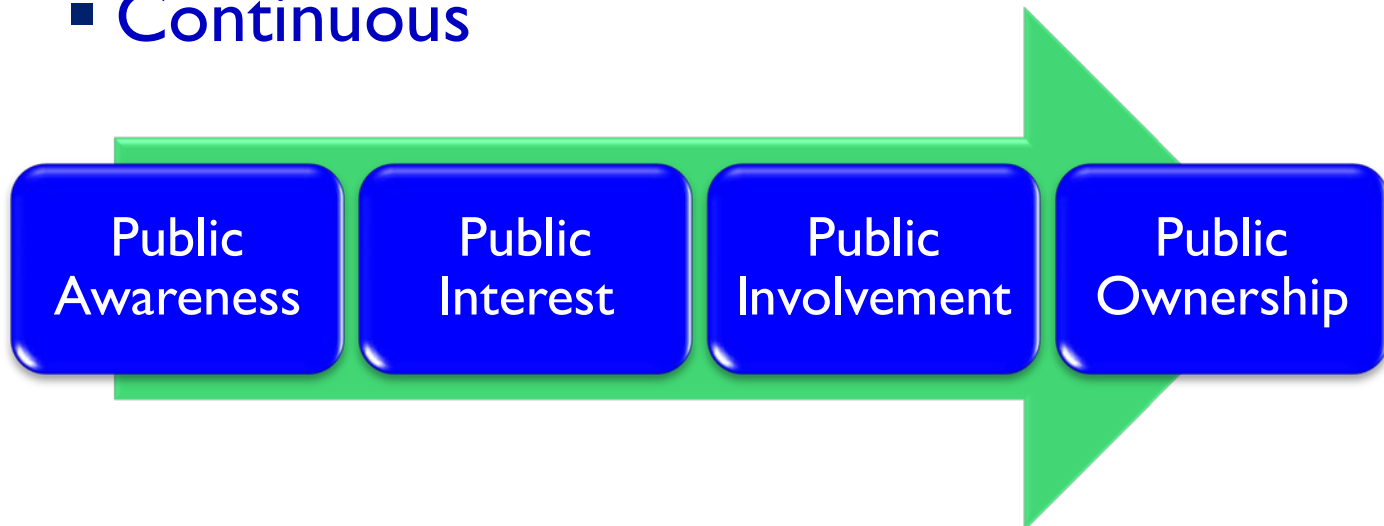 ▪ Continuous
Public
Awareness
Public
Interest
Public
Involvement
Public
Ownership